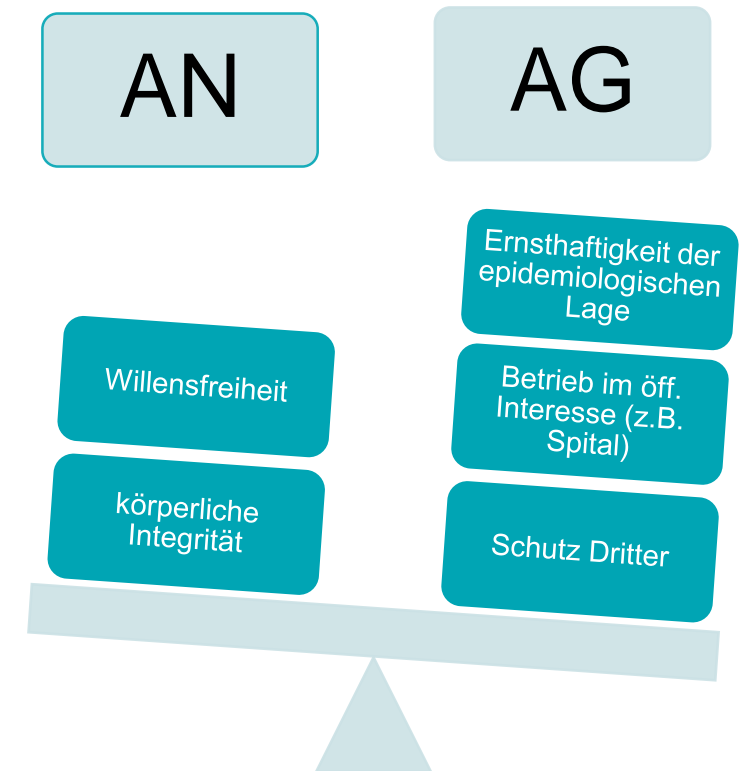 AN
AG
Ernsthaftigkeit der
epidemiologischen
Lage
Willensfreiheit
Betrieb im öff.
Interesse (z.B.
Spital)
körperliche
Integrität
Schutz Dritter